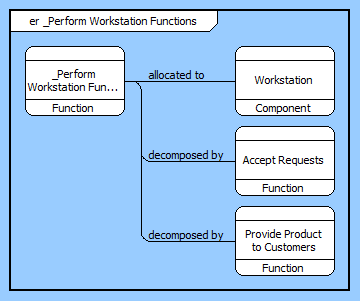 er _Perform Workstation Functions
_Perform
Workstation Fun...
Function
allocated to
Workstation
Component
decomposed by
Accept Requests
Function
decomposed by
Provide Product
to Customers
Function